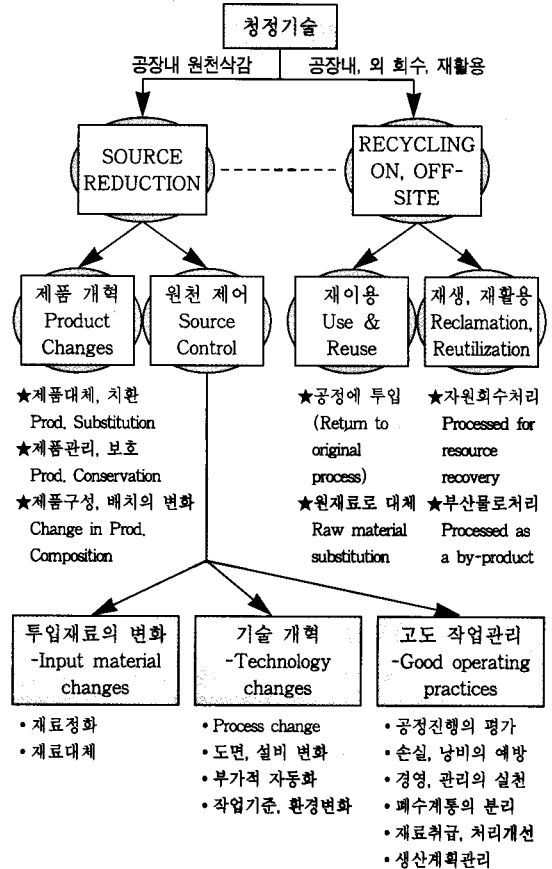 청정기술
공장내 원천삭감
공장내, 외 회수, 재활용
SOURCE
REDUCTION
RECYCLING
ON, OFF-
SITE
제품 개혁
Product
Changes
원천 제어
Source
Control
재이용
Use &
Reuse
재생, 재활용
Reclamation,
Reutilization
★제품대체, 치환
Prod. Substitution
★제품관리, 보호
Prod. Conservation
★제품구성, 배치의 변화
Change in Prod.
Composition
★공정에 투입
(Return to
original
process)
★원재료로 대체
Raw material
substitution
★자원회수처리
Processed for
resource
recovery
★부산물로처리
Processed as
a by-product
투입재료의 변화
-Input material
changes
• 재료정화
• 재료대체
기술 개혁
-Technology
changes
• Process change
• 도면, 설비 변화
• 부가적 자동화
• 작업기준, 환경변화
고도 작업관리
-Good operating
practices
• 공정진행의 평가
• 손실, 낭비의 예방
• 경영, 관리의 실천
• 폐수계통의 분리
• 재료취급, 처리개선
• 생산계획관리